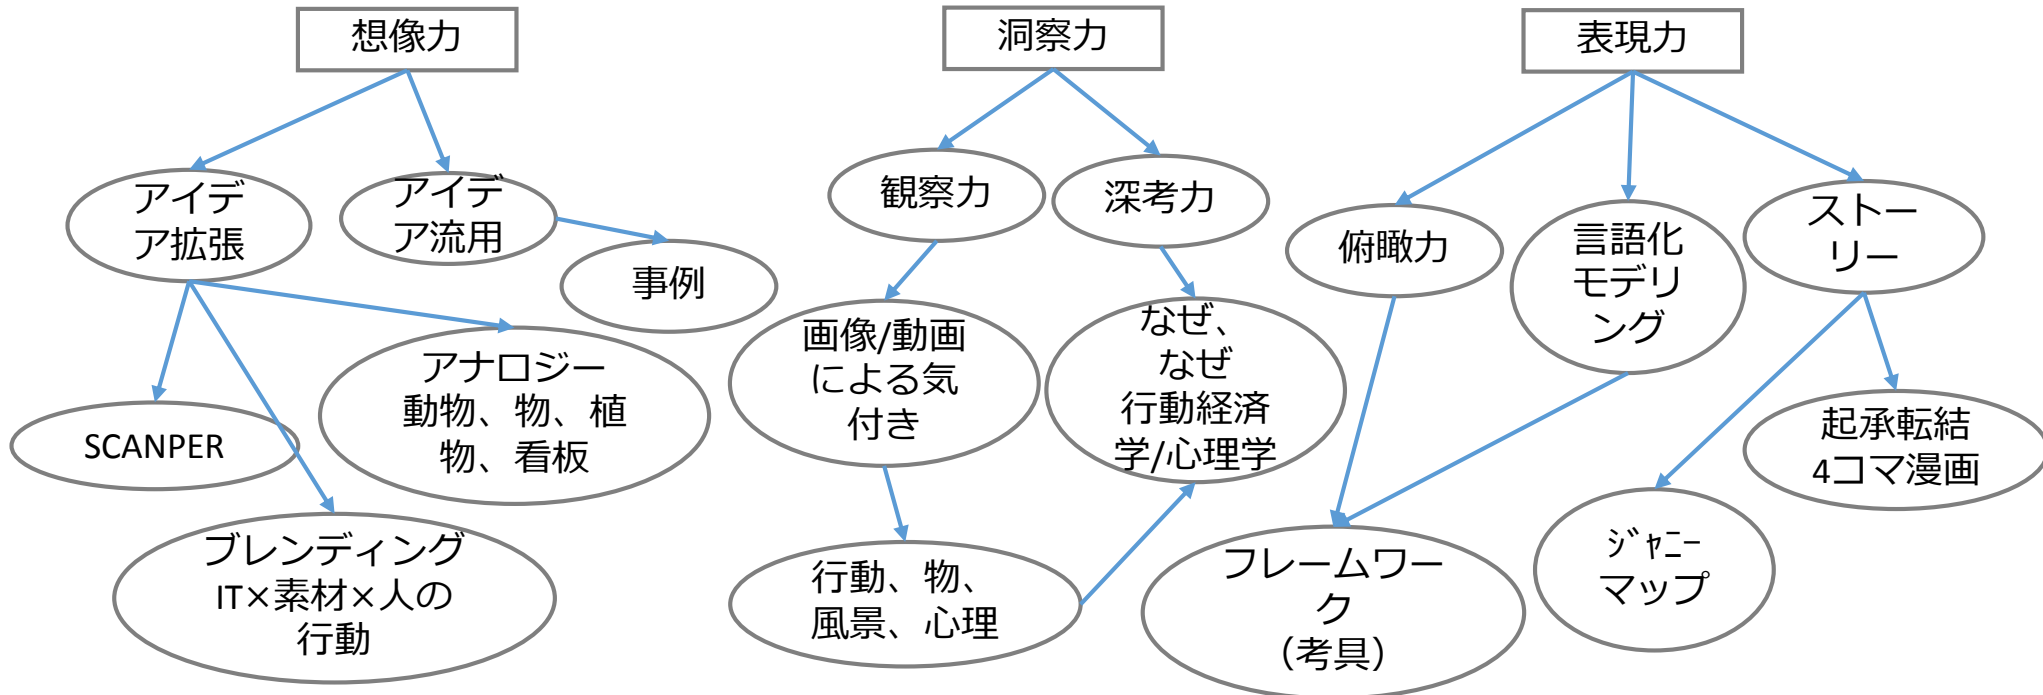 想像力
洞察力
表現力
アイデ
ア拡張
アイデ
ア流用
事例
観察力
深考力
俯瞰力
言語化
モデリ
ング
ストー
リー
SCANPER
アナロジー
動物、物、植
物、看板
ブレンディング
IT×素材×人の
行動
画像/動画
による気
付き
なぜ、
なぜ
行動経済
学/心理学
行動、物、
風景、心理
フレームワー
ク
（考具）
ｼﾞｬﾆｰ
マップ
起承転結
4コマ漫画